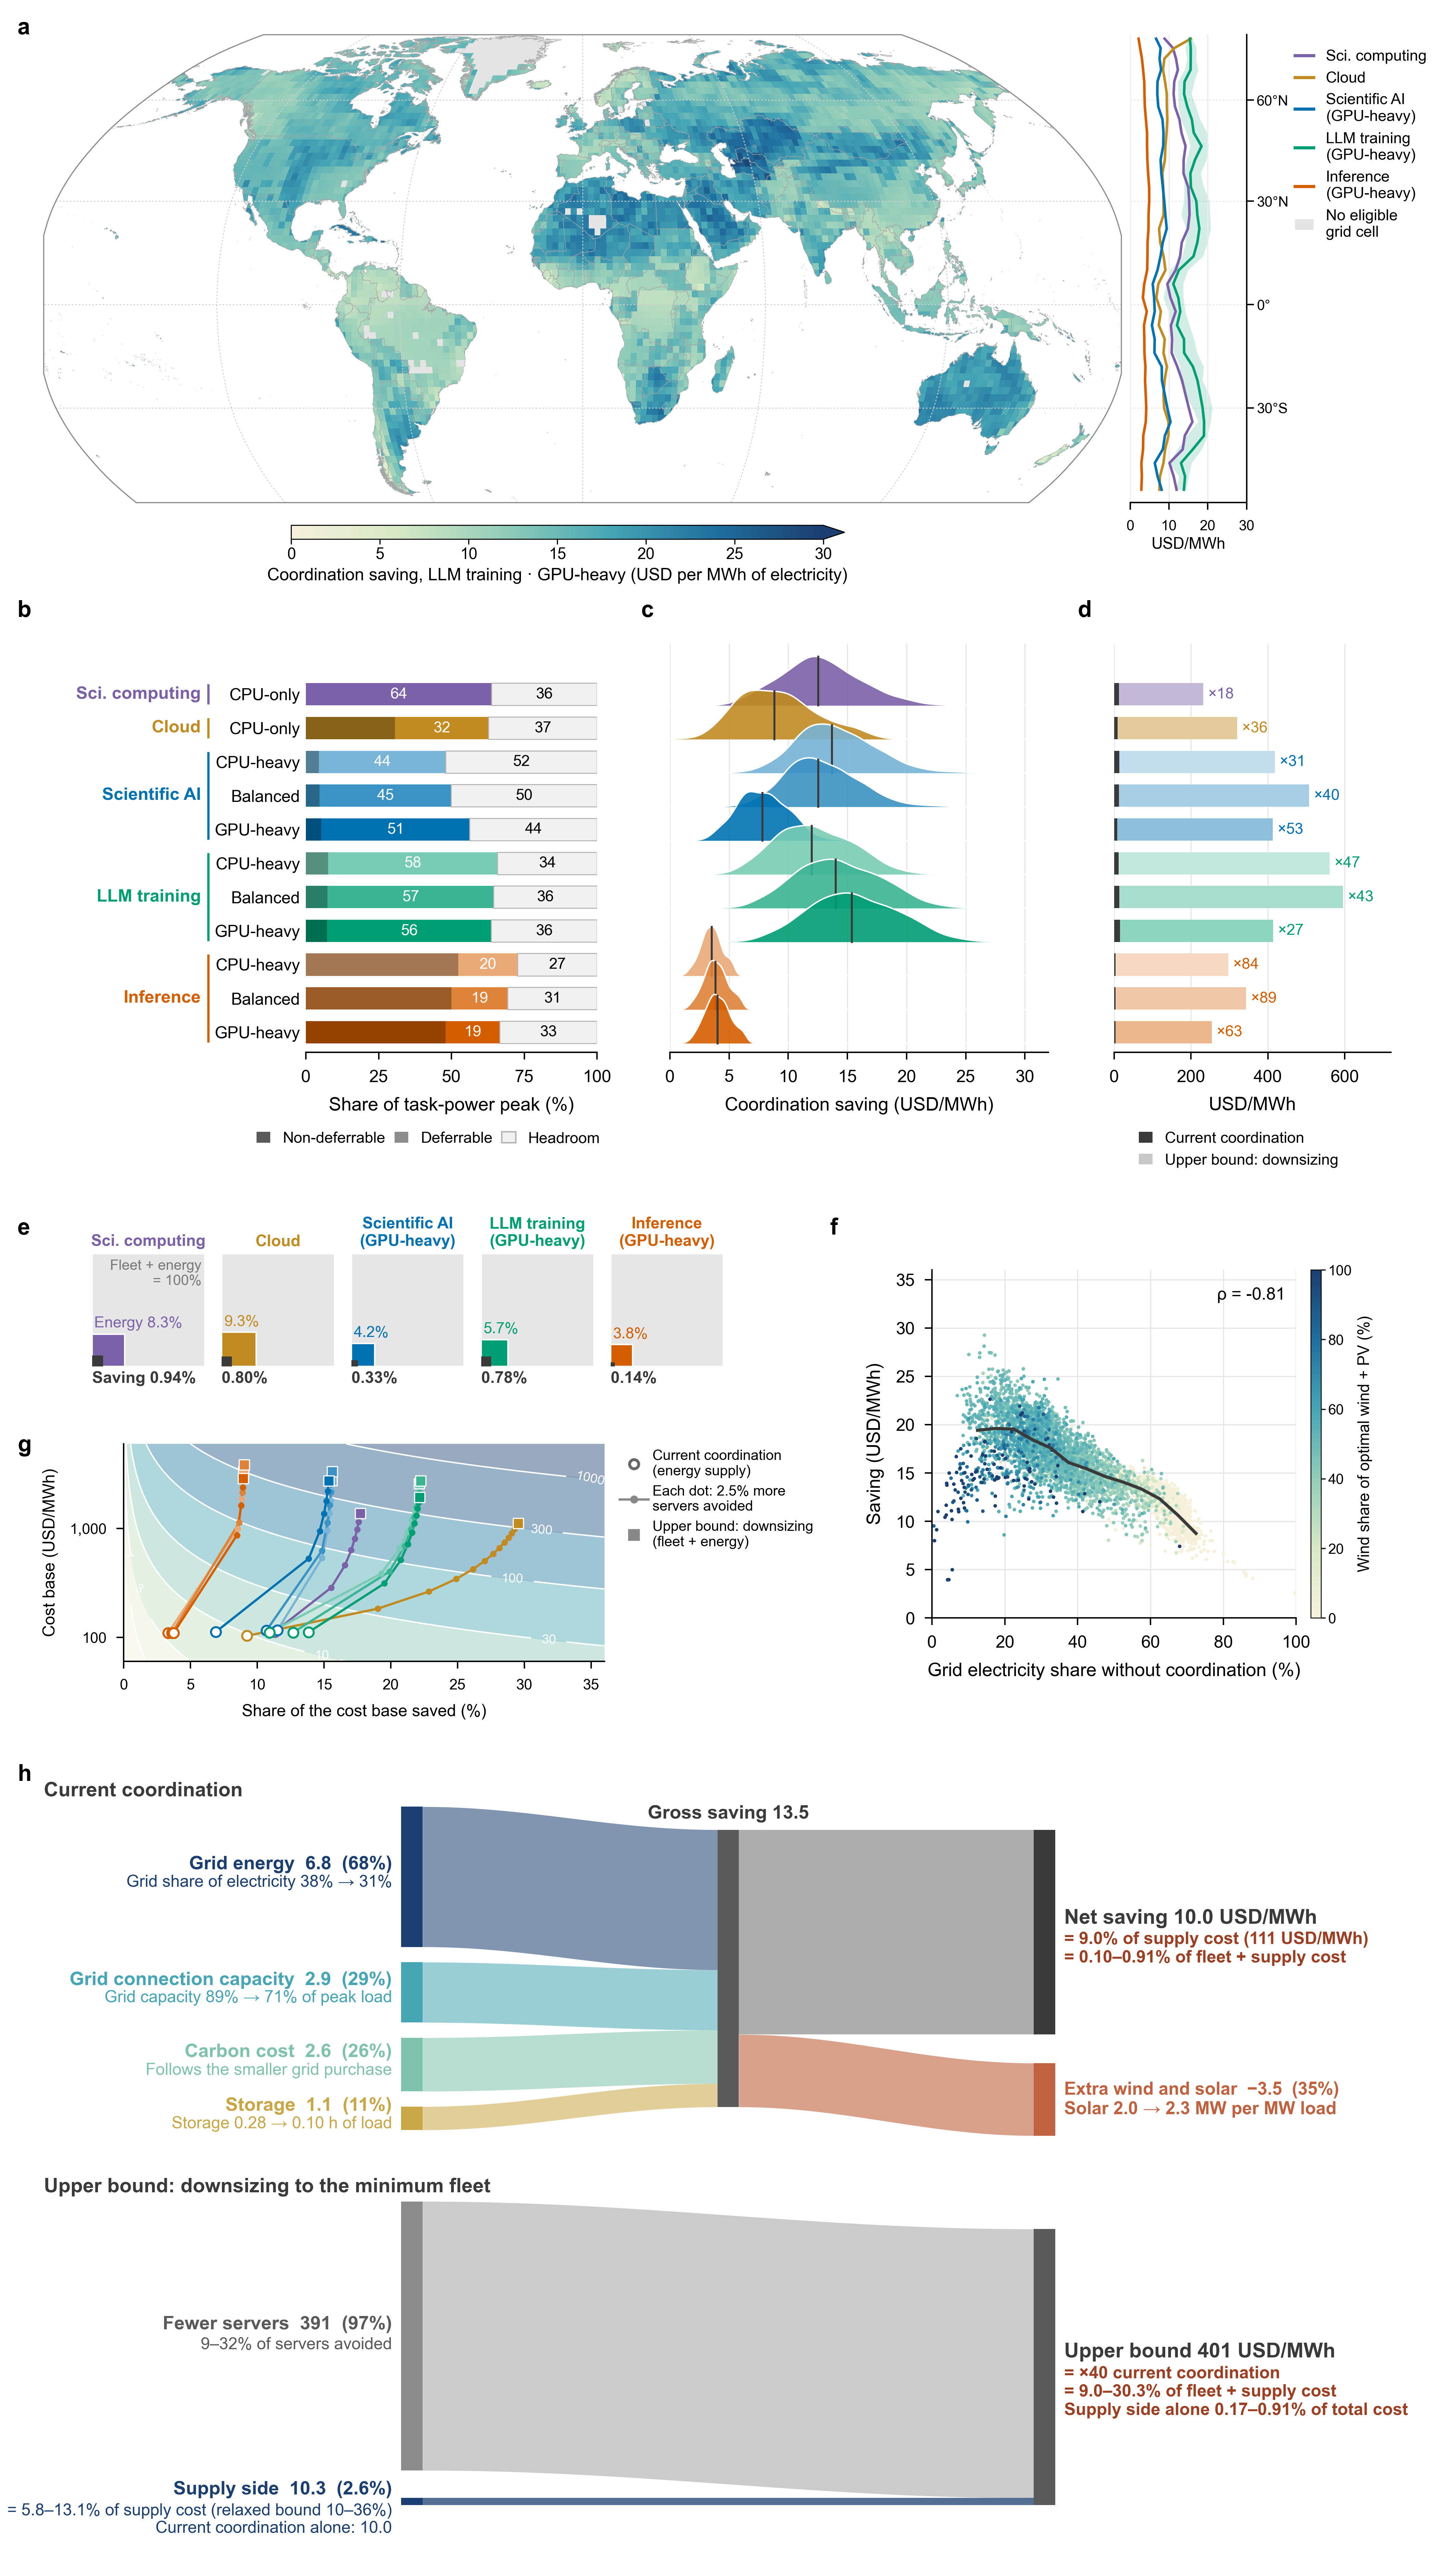 a
Sci. computing
Cloud
Scientific AI
(GPU-heavy)
LLM training
(GPU-heavy)
Inference
(GPU-heavy)
No eligible
grid cell
60°N
30°N
0°
30°S
0 10 20 30
USD/MWh
0 5 10 15 20 25 30
Coordination saving, LLM training · GPU-heavy (USD per MWh of electricity)
b
Sci. computing CPU-only 64 36
Cloud CPU-only 32 37
CPU-heavy 44 52
Scientific AI Balanced 45 50
GPU-heavy 51 44
CPU-heavy 58 34
LLM training Balanced 57 36
GPU-heavy 56 36
CPU-heavy 20 27
Inference Balanced 19 31
GPU-heavy 19 33
0 25 50 75 100
Share of task-power peak (%)
Non-deferrable Deferrable Headroom
c
0 5 10 15 20 25 30
Coordination saving (USD/MWh)
d
×18
×36
×31
×40
×53
×47
×43
×27
×84
×89
×63
0 200 400 600
USD/MWh
Current coordination
Upper bound: downsizing
e
Sci. computing
Fleet + energy
= 100%
Energy 8.3%
Saving 0.94%
Cloud
9.3%
0.80%
Scientific AI
(GPU-heavy)
4.2%
0.33%
LLM training
(GPU-heavy)
5.7%
0.78%
Inference
(GPU-heavy)
3.8%
0.14%
f
ρ = -0.81
35
30
25
20
15
10
5
0
Saving (USD/MWh)
0 20 40 60 80 100
Grid electricity share without coordination (%)
100
80
60
40
20
0
Wind share of optimal wind + PV (%)
g
1,000
100
Cost base (USD/MWh)
1000
300
100
30
10
3
0 5 10 15 20 25 30 35
Share of the cost base saved (%)
Current coordination
(energy supply)
Each dot: 2.5% more
servers avoided
Upper bound: downsizing
(fleet + energy)
h
Current coordination
Gross saving 13.5
Grid energy 6.8 (68%)
Grid share of electricity 38% → 31%
Grid connection capacity 2.9 (29%)
Grid capacity 89% → 71% of peak load
Carbon cost 2.6 (26%)
Follows the smaller grid purchase
Storage 1.1 (11%)
Storage 0.28 → 0.10 h of load
Net saving 10.0 USD/MWh
= 9.0% of supply cost (111 USD/MWh)
= 0.10–0.91% of fleet + supply cost
Extra wind and solar −3.5 (35%)
Solar 2.0 → 2.3 MW per MW load
Upper bound: downsizing to the minimum fleet
Fewer servers 391 (97%)
9–32% of servers avoided
Upper bound 401 USD/MWh
= ×40 current coordination
= 9.0–30.3% of fleet + supply cost
Supply side alone 0.17–0.91% of total cost
Supply side 10.3 (2.6%)
= 5.8–13.1% of supply cost (relaxed bound 10–36%)
Current coordination alone: 10.0